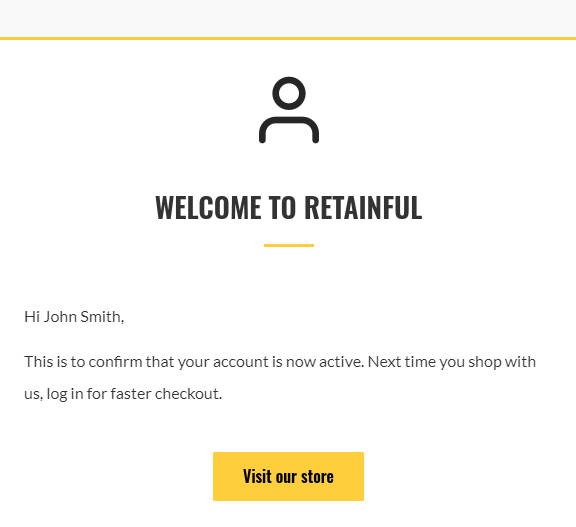 WELCOME TO RETAINFUL
Hi John Smith,
This is to confirm that your account is now active. Next time you shop with
us, log in for faster checkout.
Visit our store